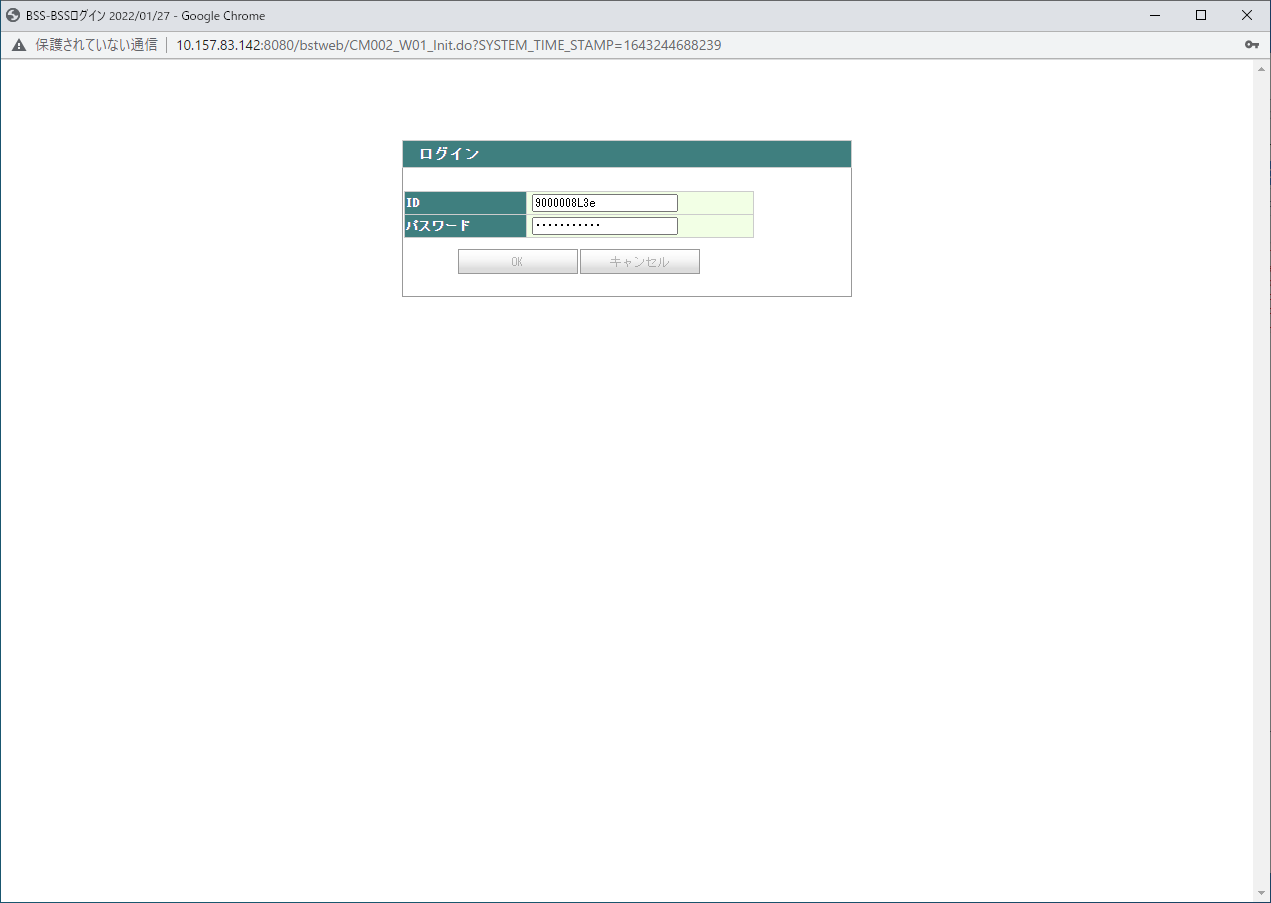 BSS-BSSログイン 2022/01/27 - Google Chrome
保護されていない通信 10.157.83.142:8080/bstweb/CM002_W01_Init.do?SYSTEM_TIME_STAMP=1643244688239
ログイン
ID 9000008L3e
パスワード ···········
OK キャンセル